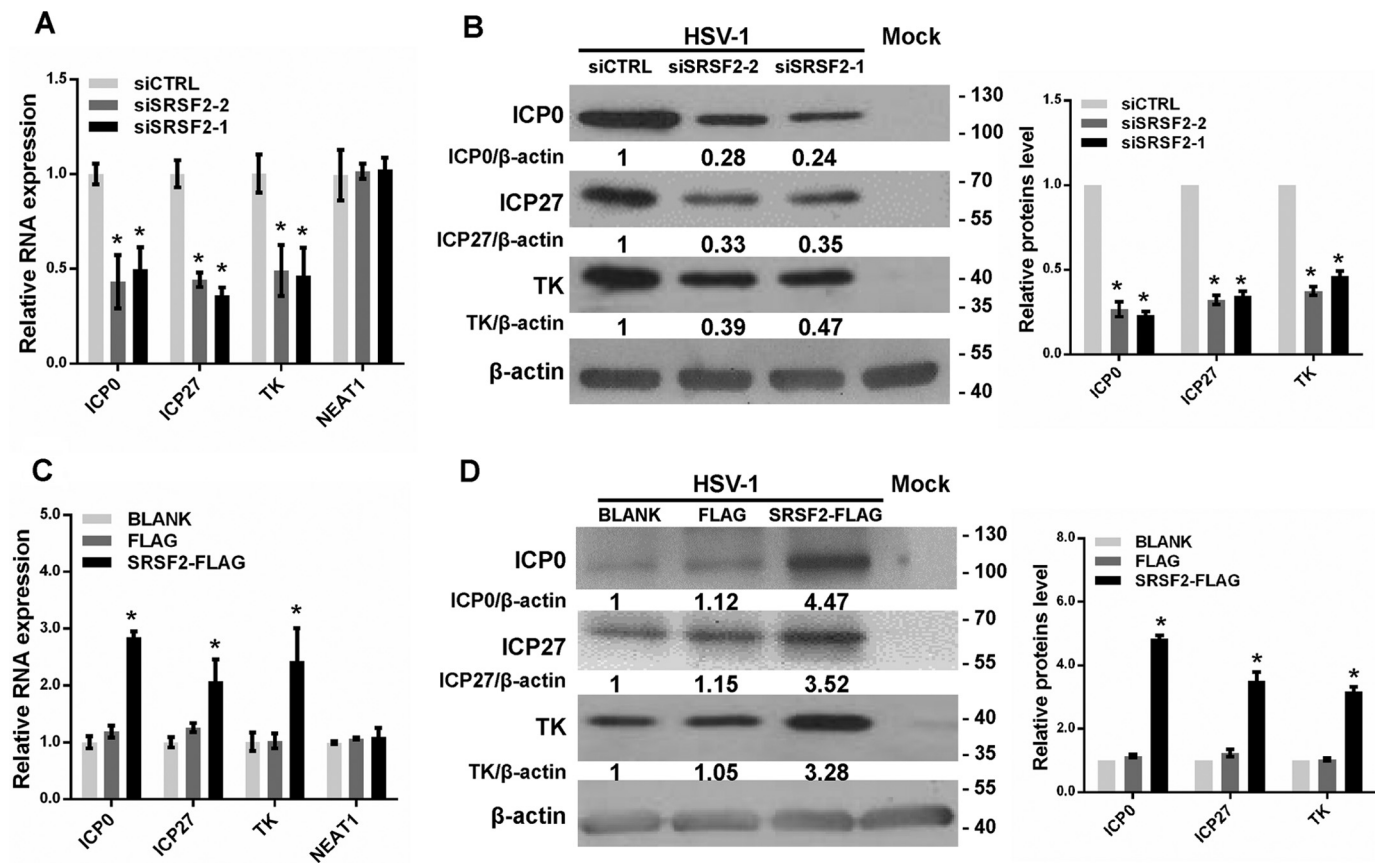 A
1.5
1.0
0.5
0.0
Relative RNA expression
siCTRL
siSRSF2-2
siSRSF2-1
* * * * * *
ICP0 ICP27 TK NEAT1
B
HSV-1 Mock
siCTRL siSRSF2-2 siSRSF2-1
ICP0
- 130
- 100
ICP0/β-actin 1 0.28 0.24
ICP27
- 70
- 55
ICP27/β-actin 1 0.33 0.35
TK
- 40
- 35
TK/β-actin 1 0.39 0.47
β-actin
- 55
- 40
1.5
1.0
0.5
0.0
Relative proteins level
siCTRL
siSRSF2-2
siSRSF2-1
* * * * * *
ICP0 ICP27 TK
C
5.0
4.0
3.0
2.0
1.0
0.0
Relative RNA expression
BLANK
FLAG
SRSF2-FLAG
* * *
ICP0 ICP27 TK NEAT1
D
HSV-1 Mock
BLANK FLAG SRSF2-FLAG
ICP0
- 130
- 100
ICP0/β-actin 1 1.12 4.47
ICP27
- 70
- 55
ICP27/β-actin 1 1.15 3.52
TK
- 40
- 35
TK/β-actin 1 1.05 3.28
β-actin
- 55
- 40
8.0
6.0
4.0
2.0
0.0
Relative proteins level
BLANK
FLAG
SRSF2-FLAG
* * *
ICP0 ICP27 TK